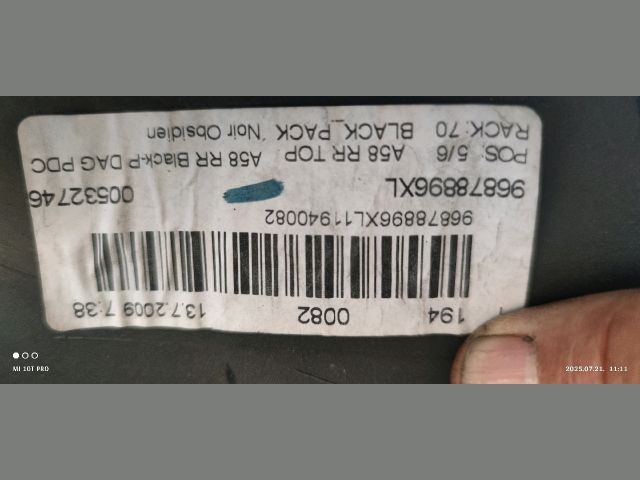 194 0082 13.7.2009 7:38
96878896XL11940082
96878896XL 00532746
POS: 5/6 A58 RR TOP A58 RR Black-P DAG PDC
RACK: 70 BLACK_PACK Noir Obsidien
MI 10T PRO
2025.07.21. 11:11